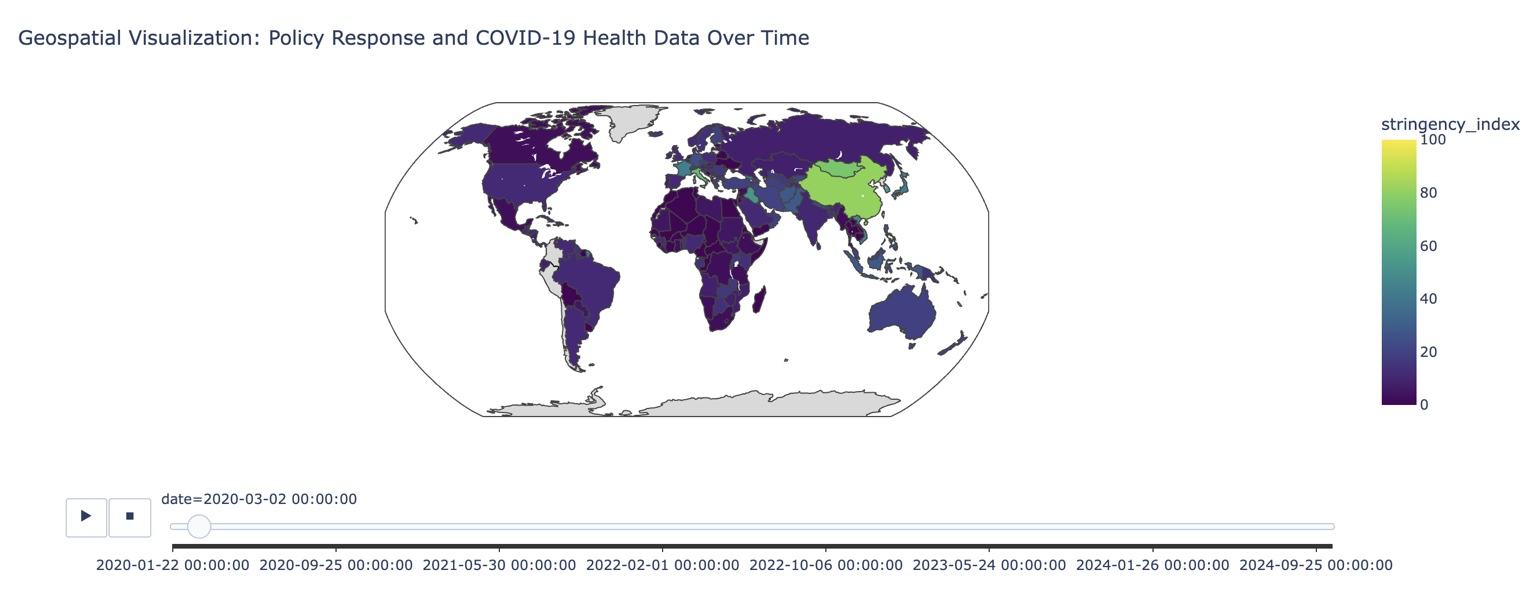 Geospatial Visualization: Policy Response and COVID-19 Health Data Over Time
stringency_index
100
80
60
40
20
0
date=2020-03-02 00:00:00
2020-01-22 00:00:00 2020-09-25 00:00:00 2021-05-30 00:00:00 2022-02-01 00:00:00 2022-10-06 00:00:00 2023-05-24 00:00:00 2024-01-26 00:00:00 2024-09-25 00:00:00